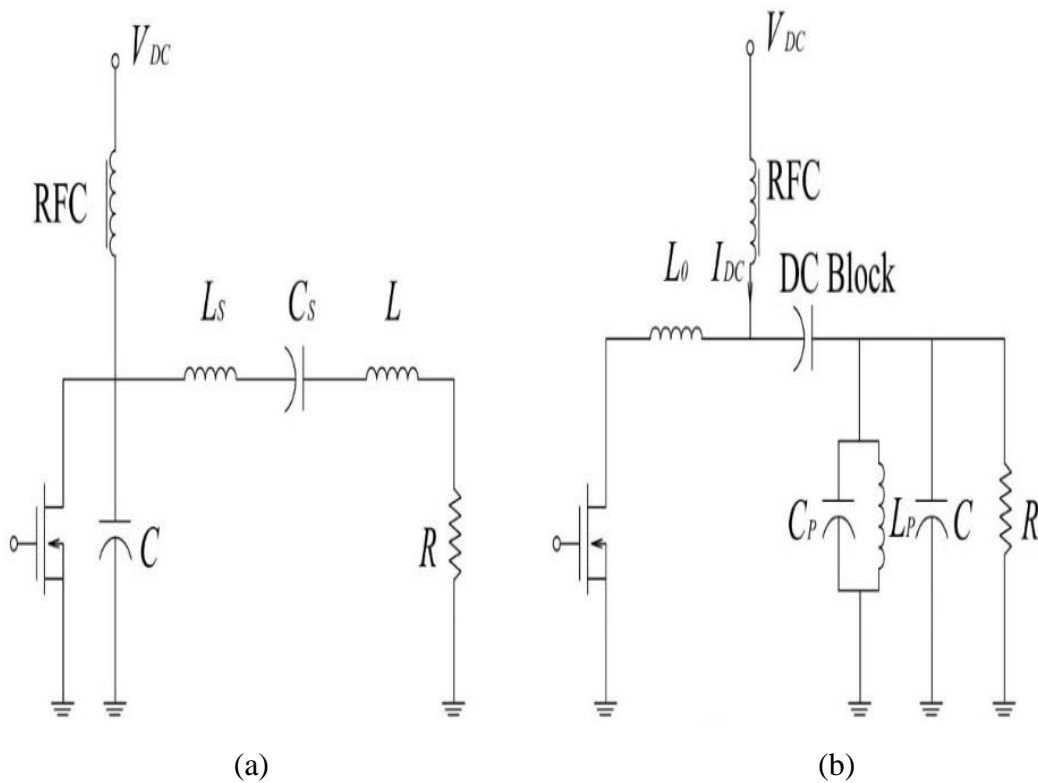 V_DC
RFC
L_S C_S L
C
R
(a)
V_DC
RFC
L_0 I_DC DC Block
C_P L_P C R
(b)